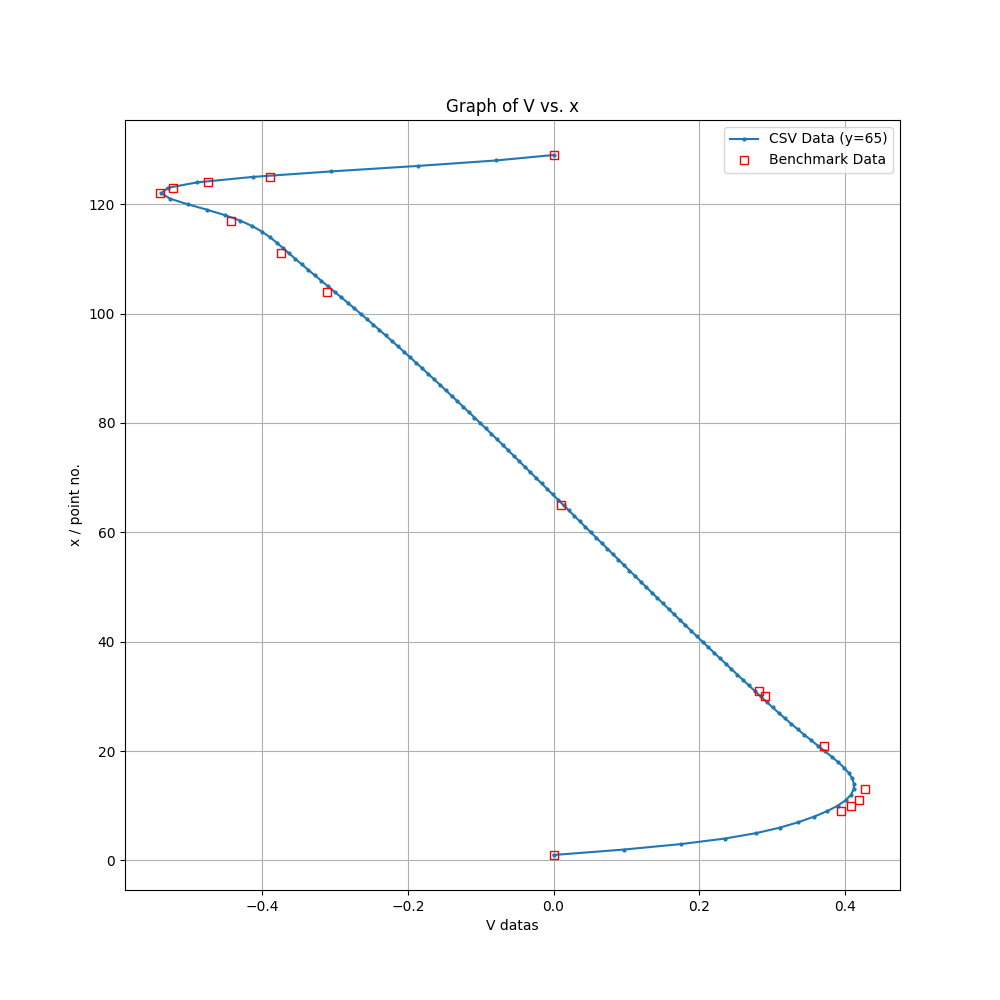 Graph of V vs. x
CSV Data (y=65)
Benchmark Data
120
100
80
60
40
20
0
−0.4
−0.2
0.0
0.2
0.4
x / point no.
V datas